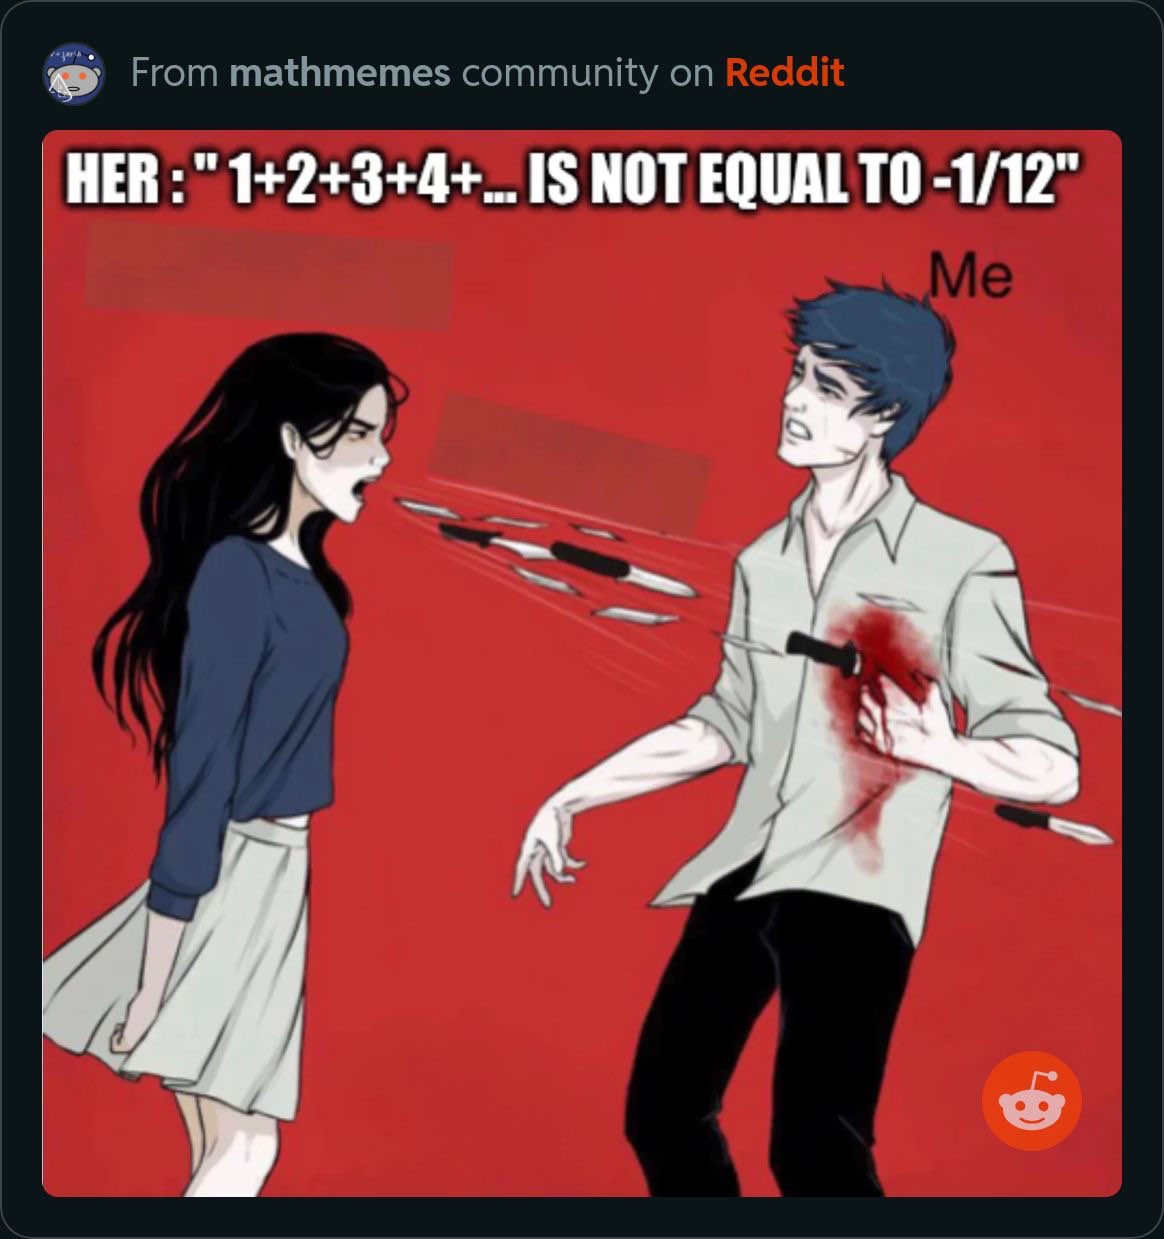 From mathmemes community on Reddit
HER : " 1+2+3+4+... IS NOT EQUAL TO -1/12"
Me